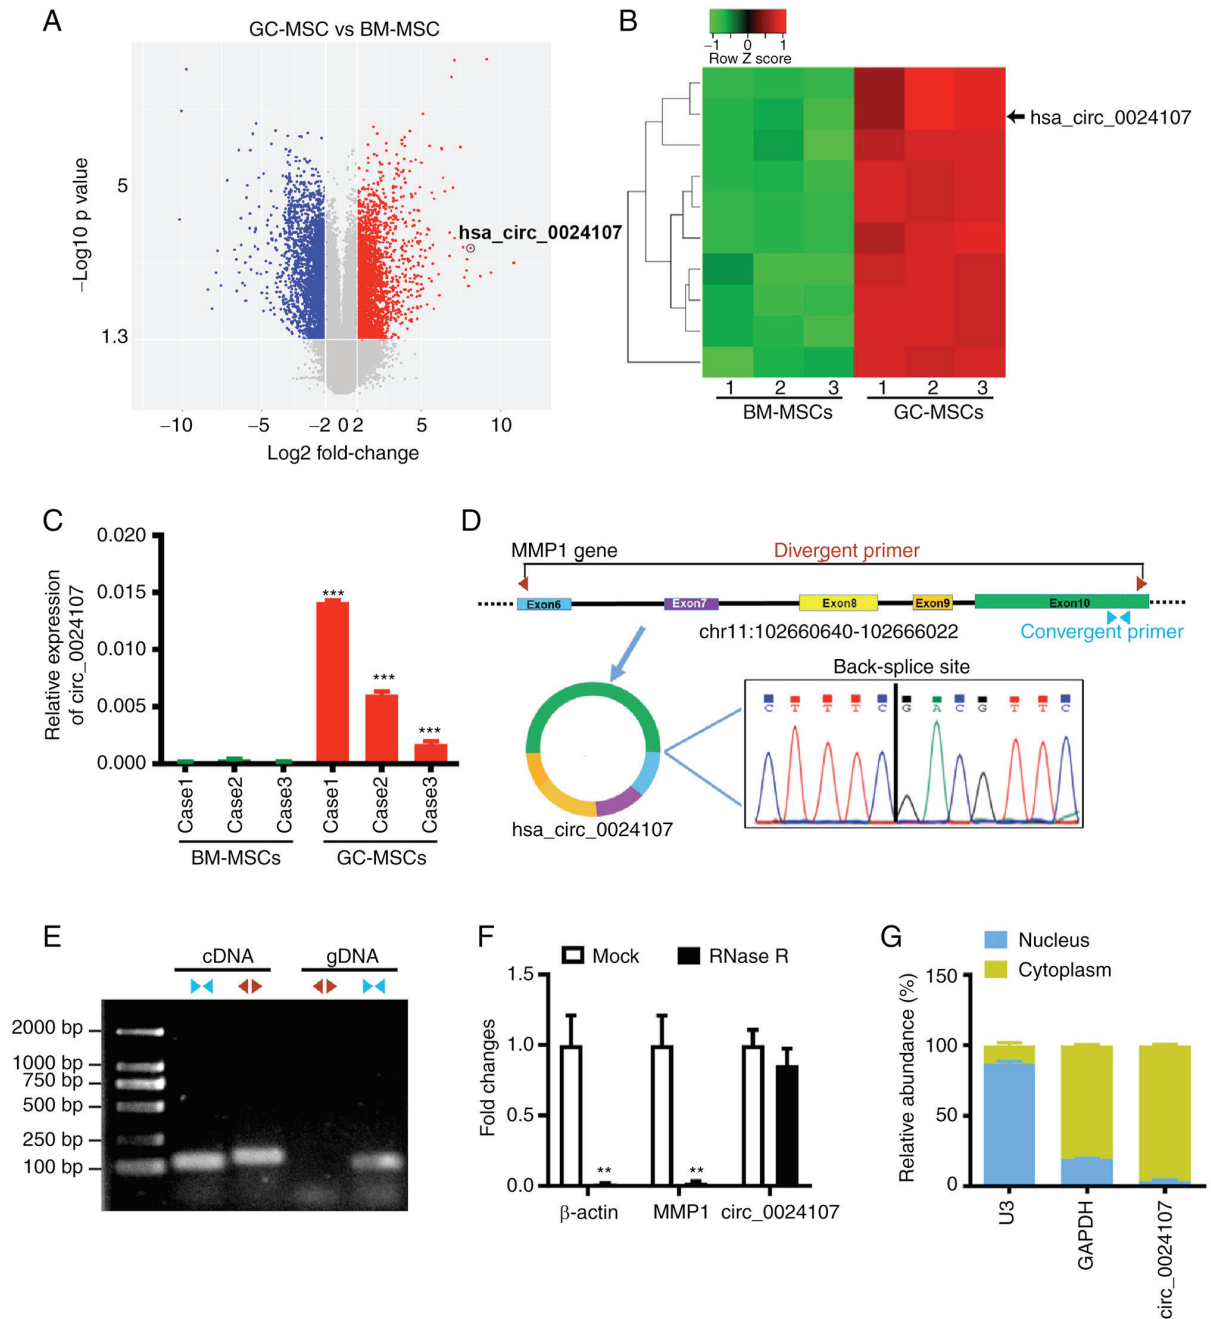 A
GC-MSC vs BM-MSC
−Log10 p value
5
1.3
hsa_circ_0024107
−10 −5 −2 0 2 5 10
Log2 fold-change
B
−1 0 1
Row Z score
hsa_circ_0024107
1 2 3 1 2 3
BM-MSCs GC-MSCs
C
Relative expression
of circ_0024107
0.020
0.015
0.010
0.005
0.000
***
***
***
Case1 Case2 Case3 Case1 Case2 Case3
BM-MSCs GC-MSCs
D
MMP1 gene Divergent primer
Exon6 Exon7 Exon8 Exon9 Exon10
chr11:102660640-102666022 Convergent primer
Back-splice site
C T T T C G A C G T T C
hsa_circ_0024107
E
cDNA gDNA
2000 bp
1000 bp
750 bp
500 bp
250 bp
100 bp
F
Mock RNase R
Fold changes
1.5
1.0
0.5
0.0
** **
β-actin MMP1 circ_0024107
G
Nucleus
Cytoplasm
Relative abundance (%)
150
100
50
0
U3 GAPDH circ_0024107